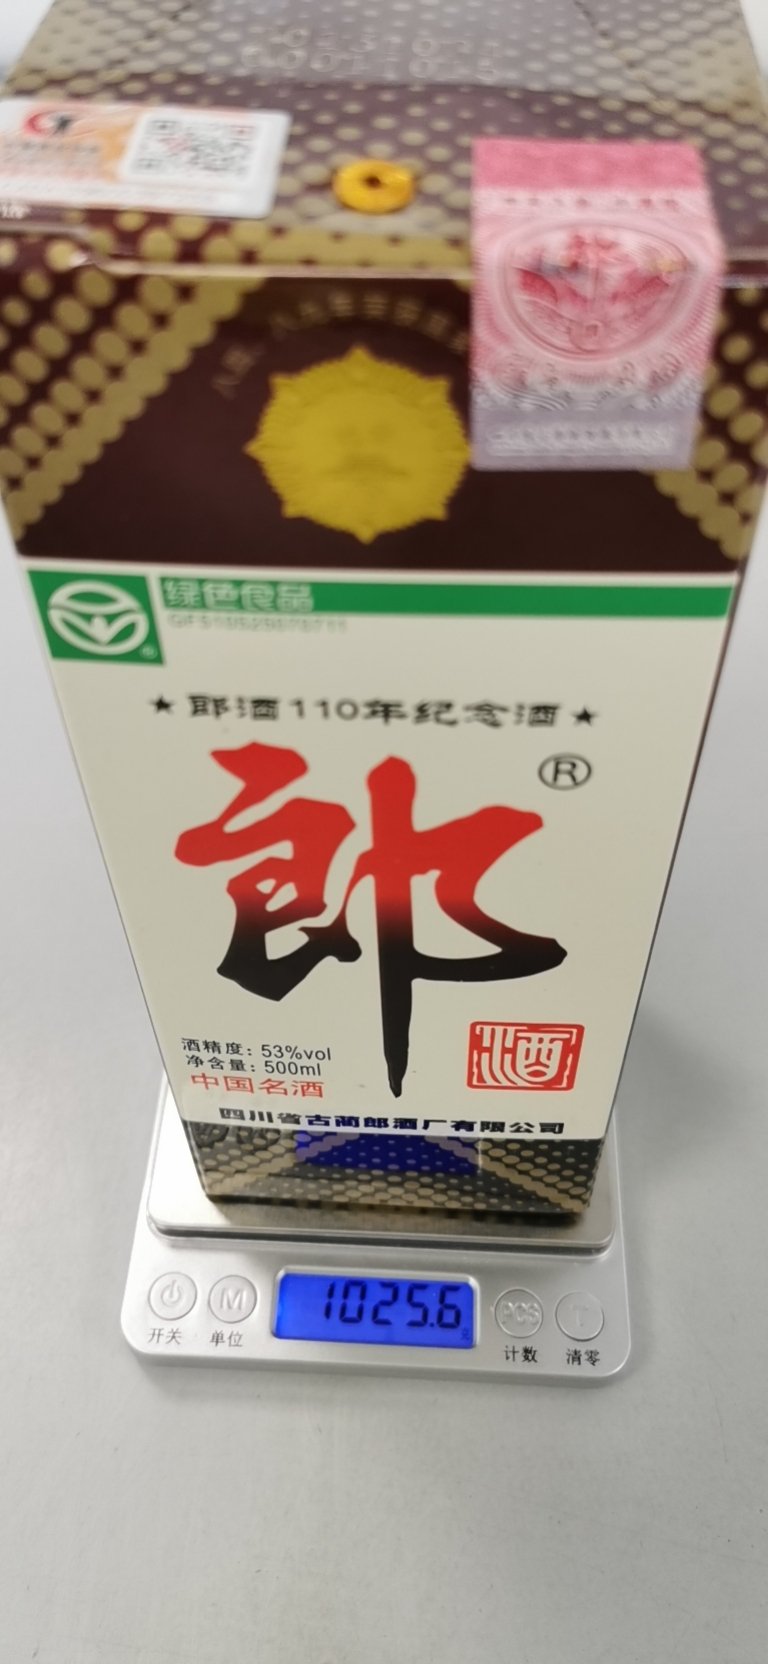 绿色食品
★郎酒110年纪念酒★
郎®
酒精度：53%vol
净含量：500ml
中国名酒
酒
四川省古蔺郎酒厂有限公司
1025.6
M
PCS
T
开关
单位
计数
清零